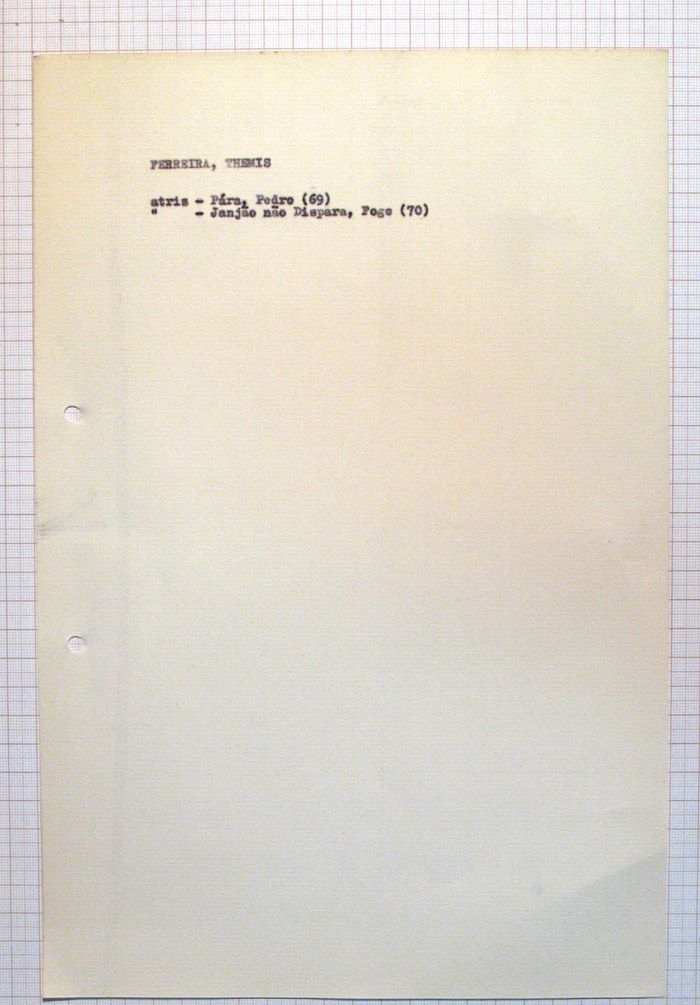 FERREIRA, THEMIS
atriz - Pára, Pedro (69)
" - Janjão não Dispara, Foge (70)